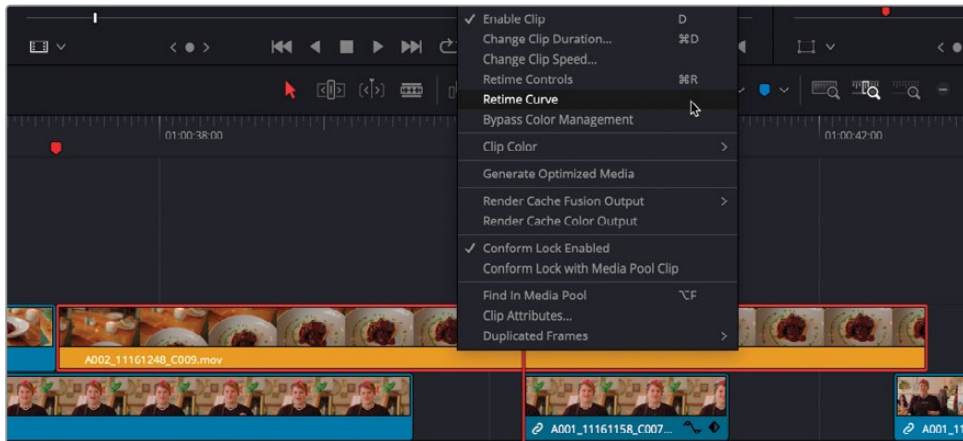 Enable Clip D
Change Clip Duration... ⌘D
Change Clip Speed...
Retime Controls ⌘R
Retime Curve
Bypass Color Management
Clip Color >
Generate Optimized Media
Render Cache Fusion Output >
Render Cache Color Output
Conform Lock Enabled
Conform Lock with Media Pool Clip
Find In Media Pool ⌥F
Clip Attributes...
Duplicated Frames >
01:00:38:00
01:00:42:00
A002_11161248_C009.mov
A001_11161158_C007...
A001_11